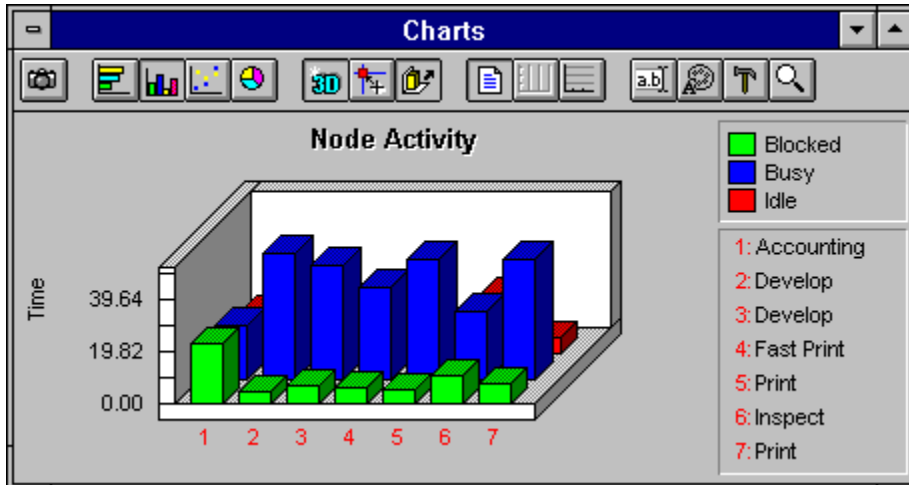 Charts
3D
a.b
A
Node Activity
Blocked
Busy
Idle
Time
39.64
19.82
0.00
1 2 3 4 5 6 7
1: Accounting
2: Develop
3: Develop
4: Fast Print
5: Print
6: Inspect
7: Print